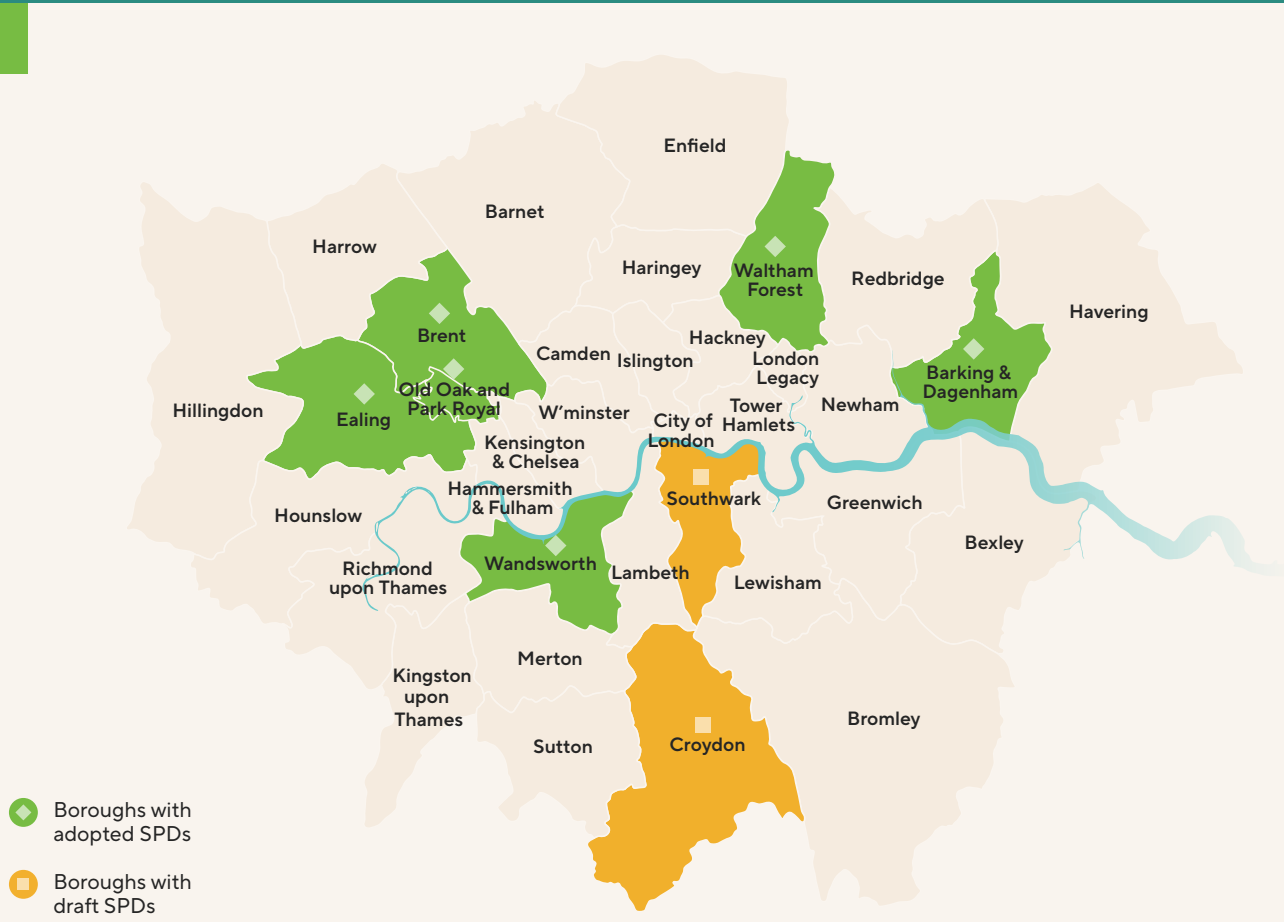 Enfield
Barnet
Harrow
Haringey
Waltham
Forest
Redbridge
Havering
Brent
Hackney
Camden
Islington
London
Legacy
Barking &
Dagenham
Old Oak and
Park Royal
Hillingdon
Ealing
W'minster
City of
London
Tower
Hamlets
Newham
Kensington
& Chelsea
Hammersmith
& Fulham
Southwark
Greenwich
Hounslow
Bexley
Richmond
upon Thames
Wandsworth
Lambeth
Lewisham
Merton
Kingston
upon
Thames
Sutton
Croydon
Bromley
Boroughs with
adopted SPDs
Boroughs with
draft SPDs